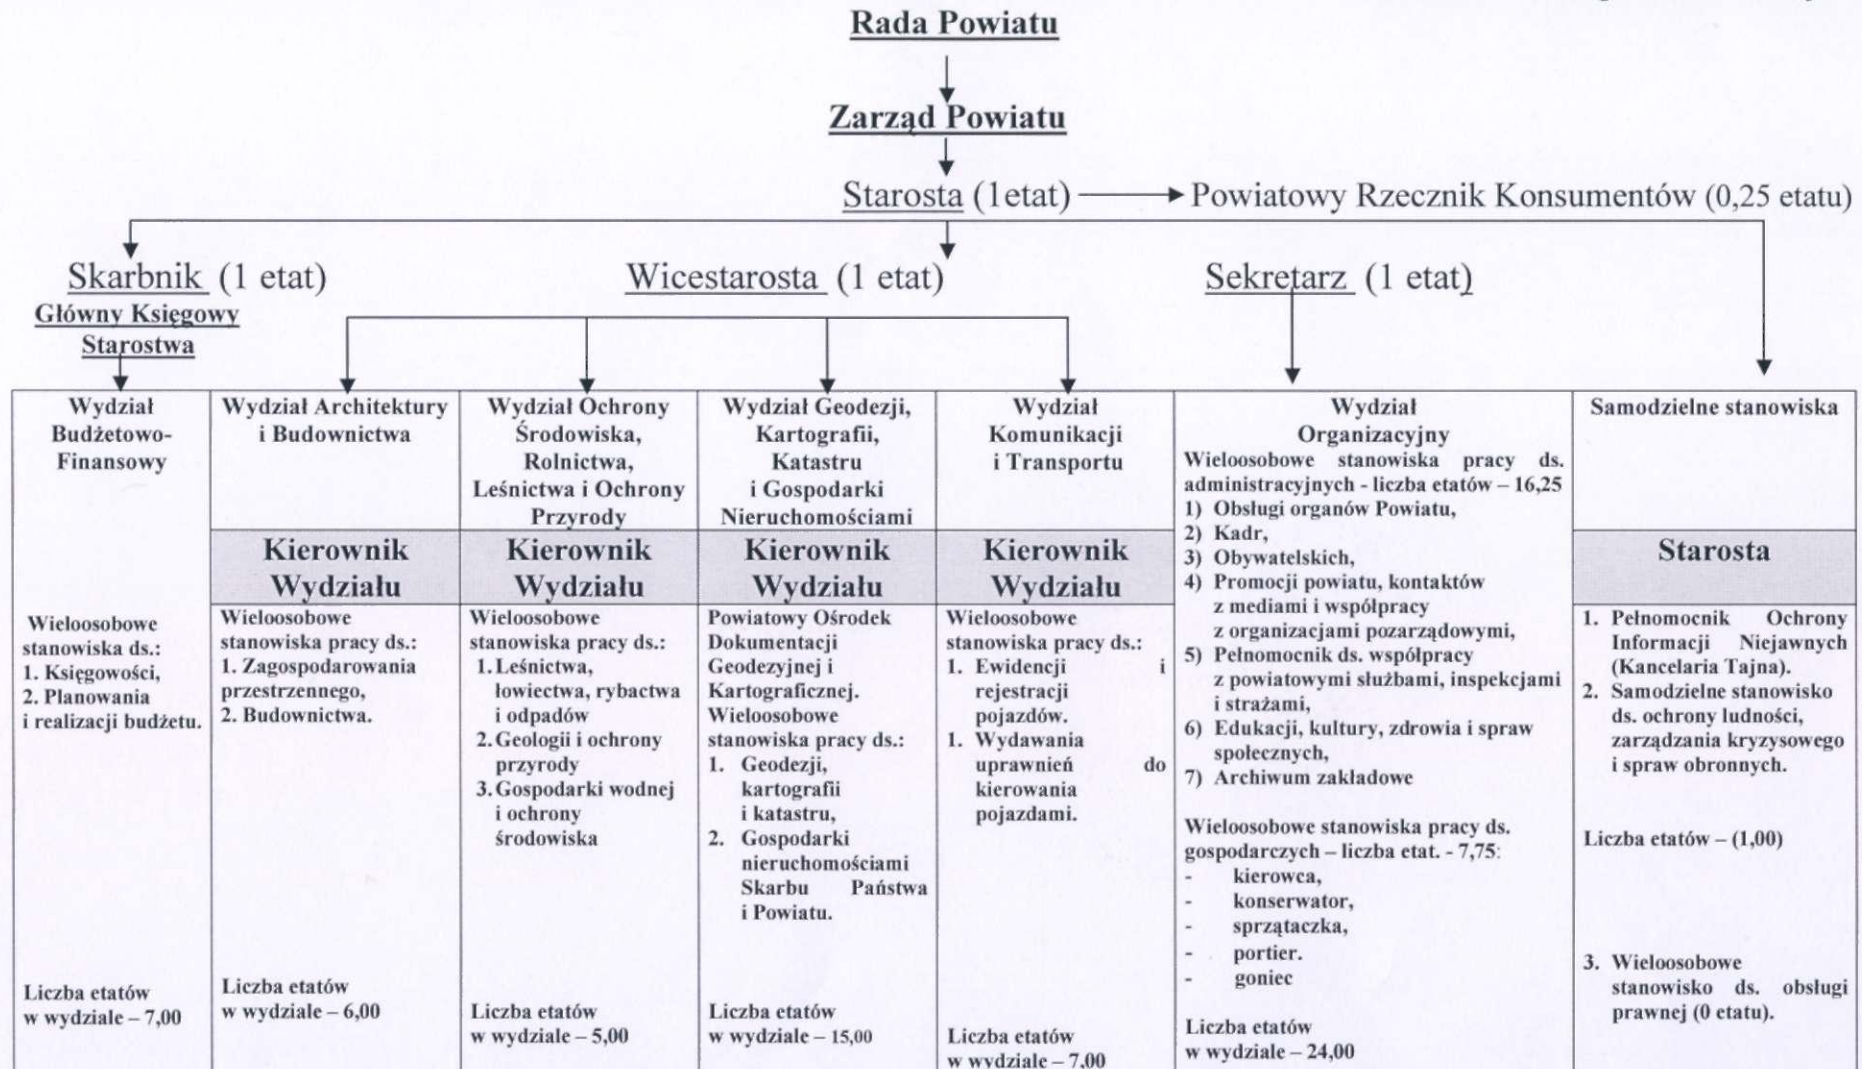 Rada Powiatu
Zarząd Powiatu
Starosta (1etat)
Powiatowy Rzecznik Konsumentów (0,25 etatu)
Skarbnik (1 etat)
Główny Księgowy
Starostwa
Wicestarosta (1 etat)
Sekretarz (1 etat)
Wydział
Budżetowo-
Finansowy
Wieloosobowe
stanowiska ds.:
1. Księgowości,
2. Planowania
i realizacji budżetu.
Liczba etatów
w wydziale – 7,00
Wydział Architektury
i Budownictwa
Kierownik
Wydziału
Wieloosobowe
stanowiska pracy ds.:
1. Zagospodarowania
przestrzennego,
2. Budownictwa.
Liczba etatów
w wydziale – 6,00
Wydział Ochrony
Środowiska,
Rolnictwa,
Leśnictwa i Ochrony
Przyrody
Kierownik
Wydziału
Wieloosobowe
stanowiska pracy ds.:
1. Leśnictwa,
łowiectwa, rybactwa
i odpadów
2. Geologii i ochrony
przyrody
3. Gospodarki wodnej
i ochrony
środowiska
Liczba etatów
w wydziale – 5,00
Wydział Geodezji,
Kartografii,
Katastru
i Gospodarki
Nieruchomościami
Kierownik
Wydziału
Powiatowy Ośrodek
Dokumentacji
Geodezyjnej i
Kartograficznej.
Wieloosobowe
stanowiska pracy ds.:
1. Geodezji,
kartografii
i katastru,
2. Gospodarki
nieruchomościami
Skarbu Państwa
i Powiatu.
Liczba etatów
w wydziale – 15,00
Wydział
Komunikacji
i Transportu
Kierownik
Wydziału
Wieloosobowe
stanowiska pracy ds.:
1. Ewidencji i
rejestracji
pojazdów.
1. Wydawania
uprawnień do
kierowania
pojazdami.
Liczba etatów
w wydziale – 7,00
Wydział
Organizacyjny
Wieloosobowe stanowiska pracy ds.
administracyjnych - liczba etatów – 16,25
1) Obsługi organów Powiatu,
2) Kadr,
3) Obywatelskich,
4) Promocji powiatu, kontaktów
z mediami i współpracy
z organizacjami pozarządowymi,
5) Pełnomocnik ds. współpracy
z powiatowymi służbami, inspekcjami
i strażami,
6) Edukacji, kultury, zdrowia i spraw
społecznych,
7) Archiwum zakładowe
Wieloosobowe stanowiska pracy ds.
gospodarczych – liczba etat. - 7,75:
- kierowca,
- konserwator,
- sprzątaczka,
- portier.
- goniec
Liczba etatów
w wydziale – 24,00
Samodzielne stanowiska
Starosta
1. Pełnomocnik Ochrony
Informacji Niejawnych
(Kancelaria Tajna).
2. Samodzielne stanowisko
ds. ochrony ludności,
zarządzania kryzysowego
i spraw obronnych.
Liczba etatów – (1,00)
3. Wieloosobowe
stanowisko ds. obsługi
prawnej (0 etatu).